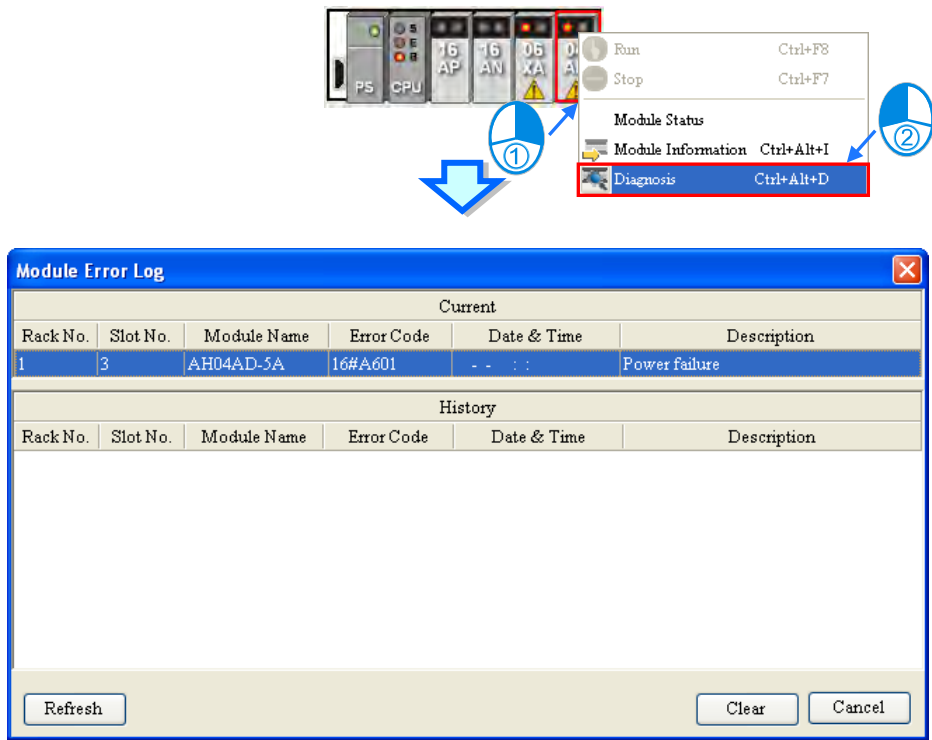 S
E
B
PS
CPU
16 AP
16 AN
06 XA
Run Ctrl+F8
Stop Ctrl+F7
Module Status
Module Information Ctrl+Alt+I
Diagnosis Ctrl+Alt+D
1
2
Module Error Log
Current
Rack No. Slot No. Module Name Error Code Date & Time Description
1 3 AH04AD-5A 16#A601 - - : : Power failure
History
Rack No. Slot No. Module Name Error Code Date & Time Description
Refresh Clear Cancel